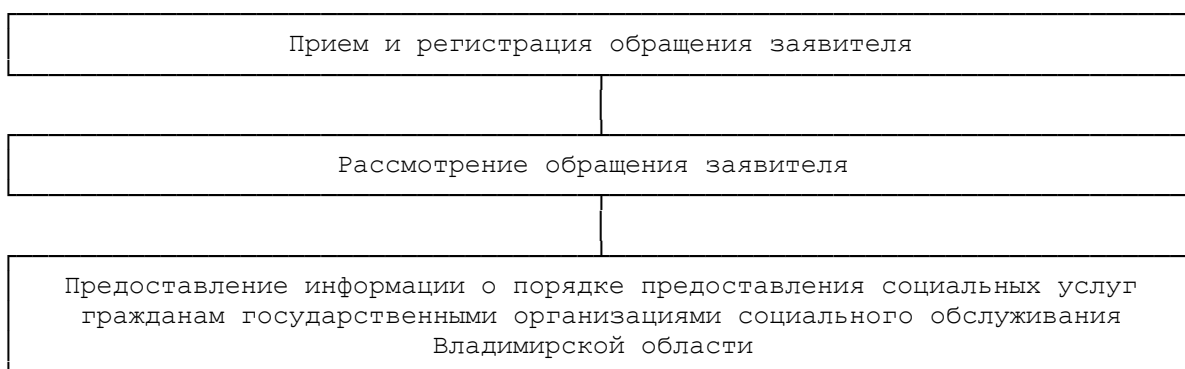 Прием и регистрация обращения заявителя
Рассмотрение обращения заявителя
Предоставление информации о порядке предоставления социальных услуг
гражданам государственными организациями социального обслуживания
Владимирской области